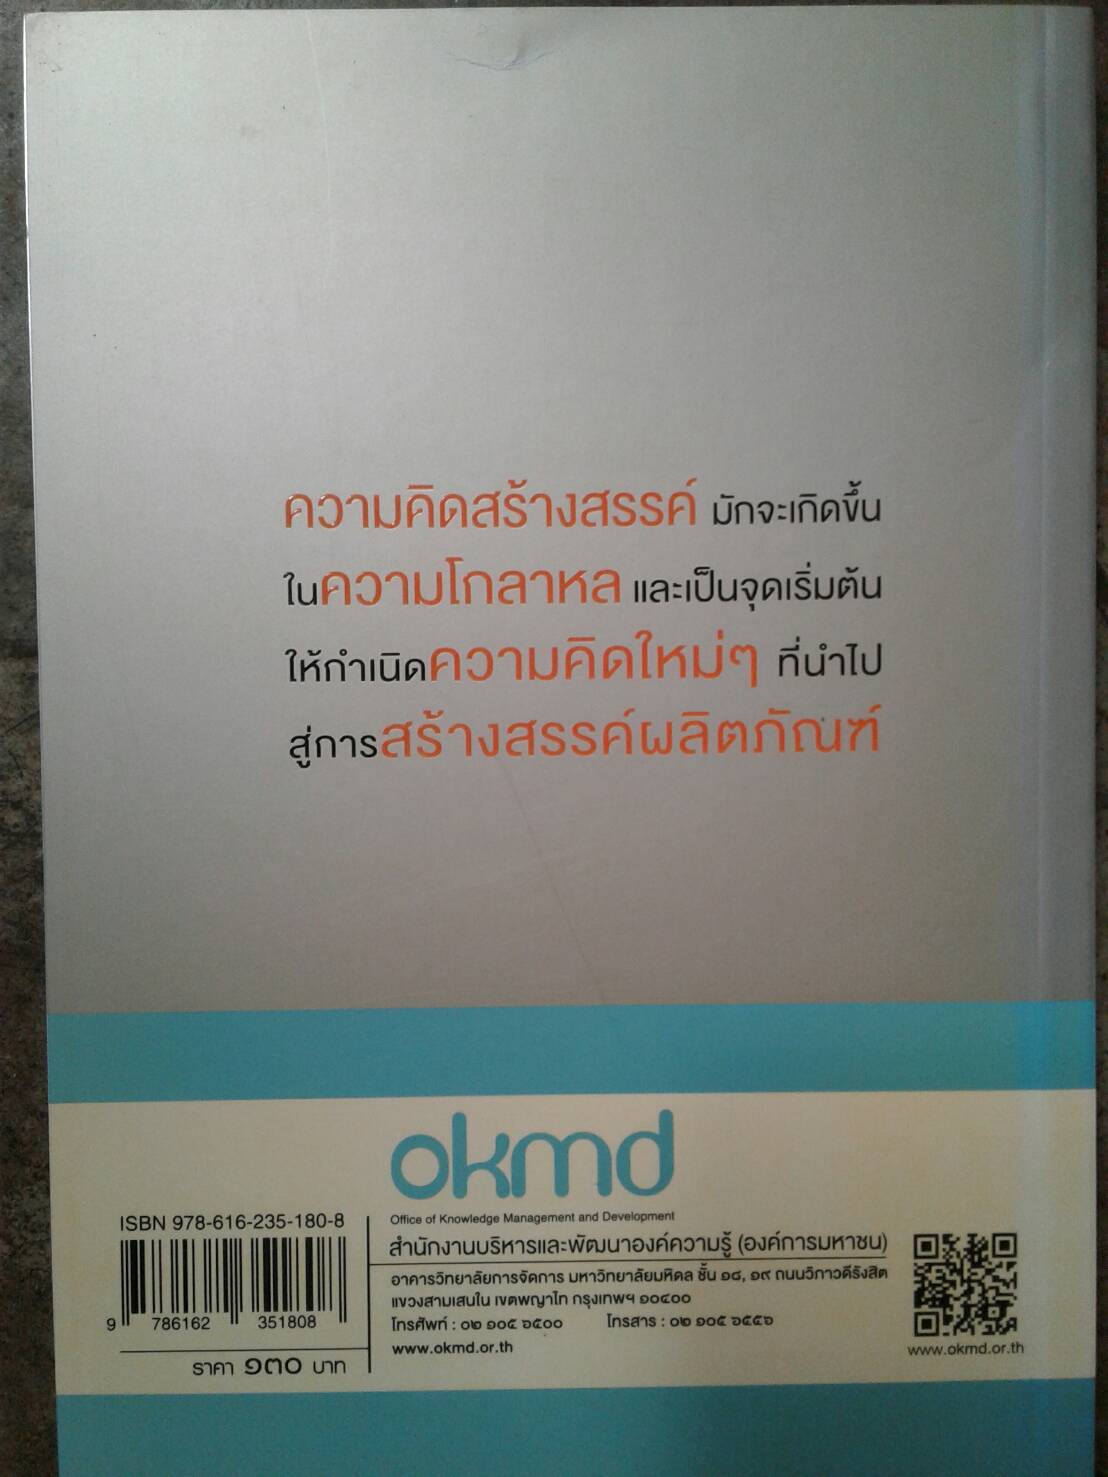 ความคิดสร้างสรรค์ มักจะเกิดขึ้น
ในความโกลาหล และเป็นจุดเริ่มต้น
ให้กำเนิดความคิดใหม่ๆ ที่นำไป
สู่การสร้างสรรค์ผลิตภัณฑ์
okmd
Office of Knowledge Management and Development
สำนักงานบริหารและพัฒนาองค์ความรู้ (องค์การมหาชน)
อาคารวิทยาลัยการจัดการ มหาวิทยาลัยมหิดล ชั้น ๑๘, ๑๙ ถนนวิภาวดีรังสิต
แขวงสามเสนใน เขตพญาไท กรุงเทพฯ ๑๐๔๐๐
โทรศัพท์ : ๐๒ ๑๐๕ ๖๕๐๐ โทรสาร : ๐๒ ๑๐๕ ๖๕๕๖
www.okmd.or.th
ISBN 978-616-235-180-8
9 786162 351808
ราคา ๑๓๐ บาท
www.okmd.or.th